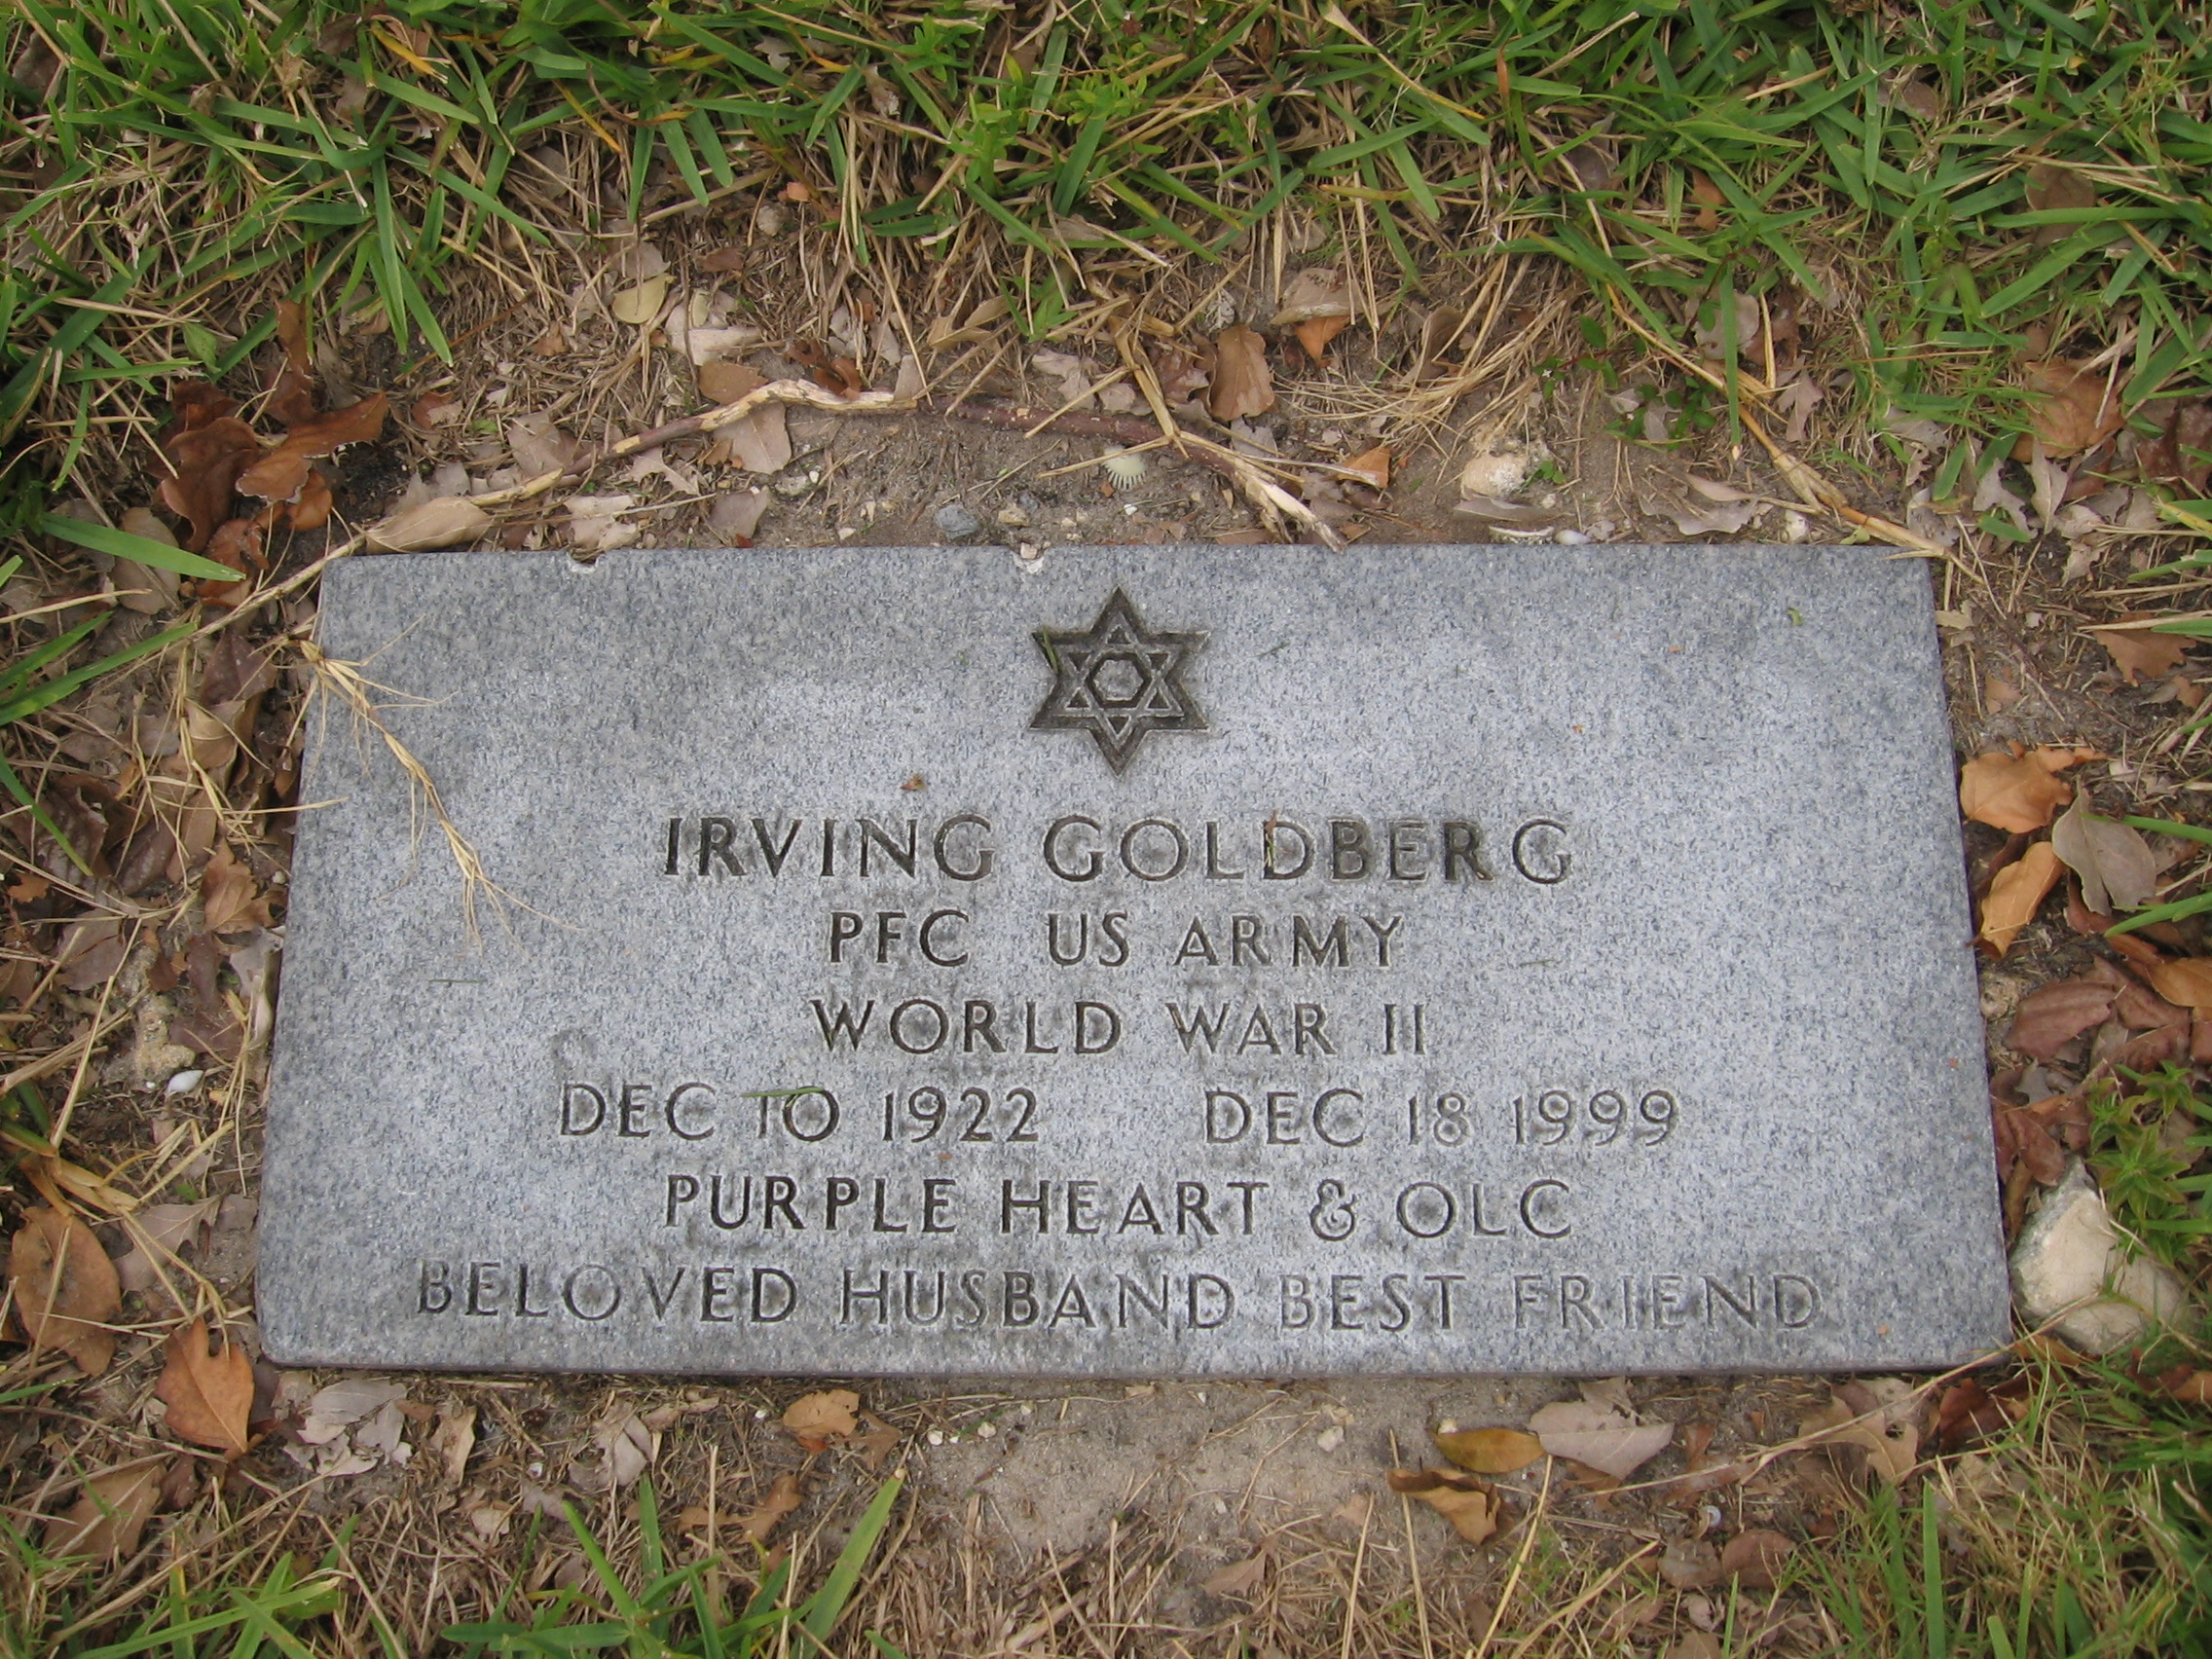 IRVING GOLDBERG
PFC US ARMY
WORLD WAR II
DEC 10 1922 DEC 18 1999
PURPLE HEART & OLC
BELOVED HUSBAND BEST FRIEND